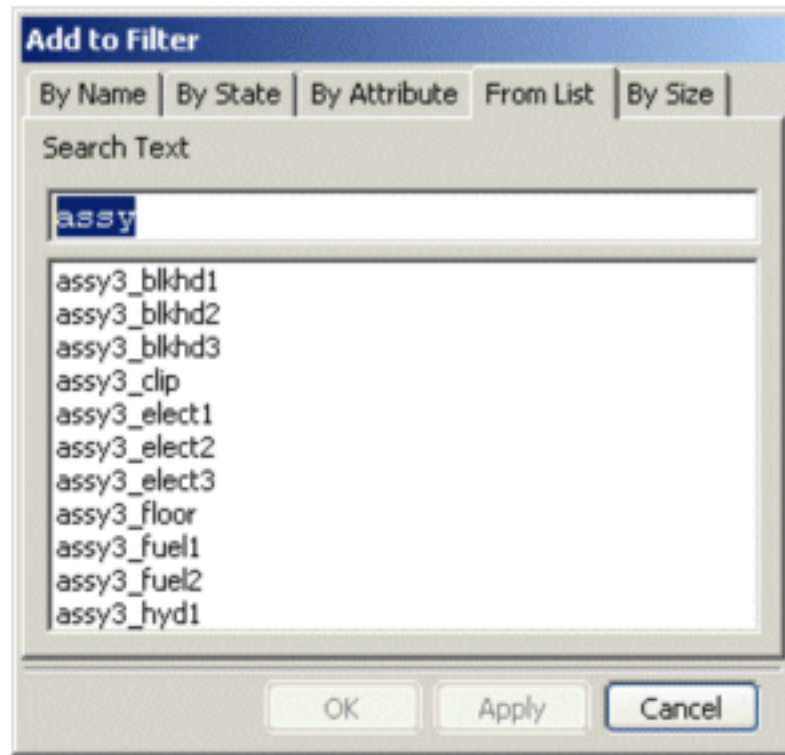 Add to Filter
By Name By State By Attribute From List By Size
Search Text
assy
assy3_blkhd1
assy3_blkhd2
assy3_blkhd3
assy3_clip
assy3_elect1
assy3_elect2
assy3_elect3
assy3_floor
assy3_fuel1
assy3_fuel2
assy3_hyd1
OK Apply Cancel